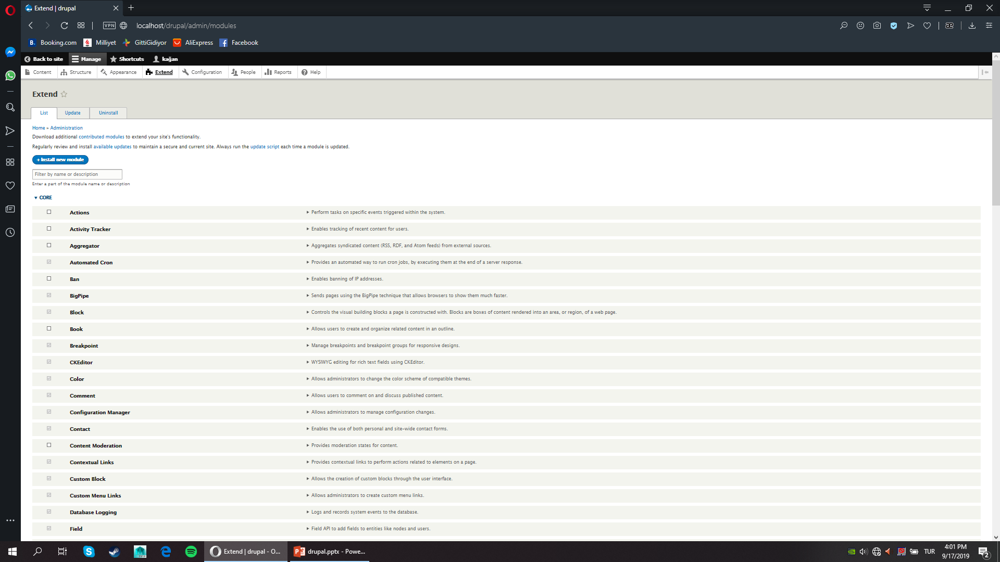 Extend | drupal
VPN
localhost/drupal/admin/modules
B. Booking.com Milliyet GittiGidiyor AliExpress Facebook
Back to site Manage Shortcuts kağan
Content Structure Appearance Extend Configuration People Reports Help
Extend
List Update Uninstall
Home » Administration
Download additional contributed modules to extend your site's functionality.
Regularly review and install available updates to maintain a secure and current site. Always run the update script each time a module is updated.
+ Install new module
Filter by name or description
Enter a part of the module name or description
▼ CORE
Actions ► Perform tasks on specific events triggered within the system.
Activity Tracker ► Enables tracking of recent content for users.
Aggregator ► Aggregates syndicated content (RSS, RDF, and Atom feeds) from external sources.
Automated Cron ► Provides an automated way to run cron jobs, by executing them at the end of a server response.
Ban ► Enables banning of IP addresses.
BigPipe ► Sends pages using the BigPipe technique that allows browsers to show them much faster.
Block ► Controls the visual building blocks a page is constructed with. Blocks are boxes of content rendered into an area, or region, of a web page.
Book ► Allows users to create and organize related content in an outline.
Breakpoint ► Manage breakpoints and breakpoint groups for responsive designs.
CKEditor ► WYSIWYG editing for rich text fields using CKEditor.
Color ► Allows administrators to change the color scheme of compatible themes.
Comment ► Allows users to comment on and discuss published content.
Configuration Manager ► Allows administrators to manage configuration changes.
Contact ► Enables the use of both personal and site-wide contact forms.
Content Moderation ► Provides moderation states for content.
Contextual Links ► Provides contextual links to perform actions related to elements on a page.
Custom Block ► Allows the creation of custom blocks through the user interface.
Custom Menu Links ► Allows administrators to create custom menu links.
Database Logging ► Logs and records system events to the database.
Field ► Field API to add fields to entities like nodes and users.
Extend | drupal - O... drupal.pptx - Powe... TUR 4:01 PM
9/17/2019 2